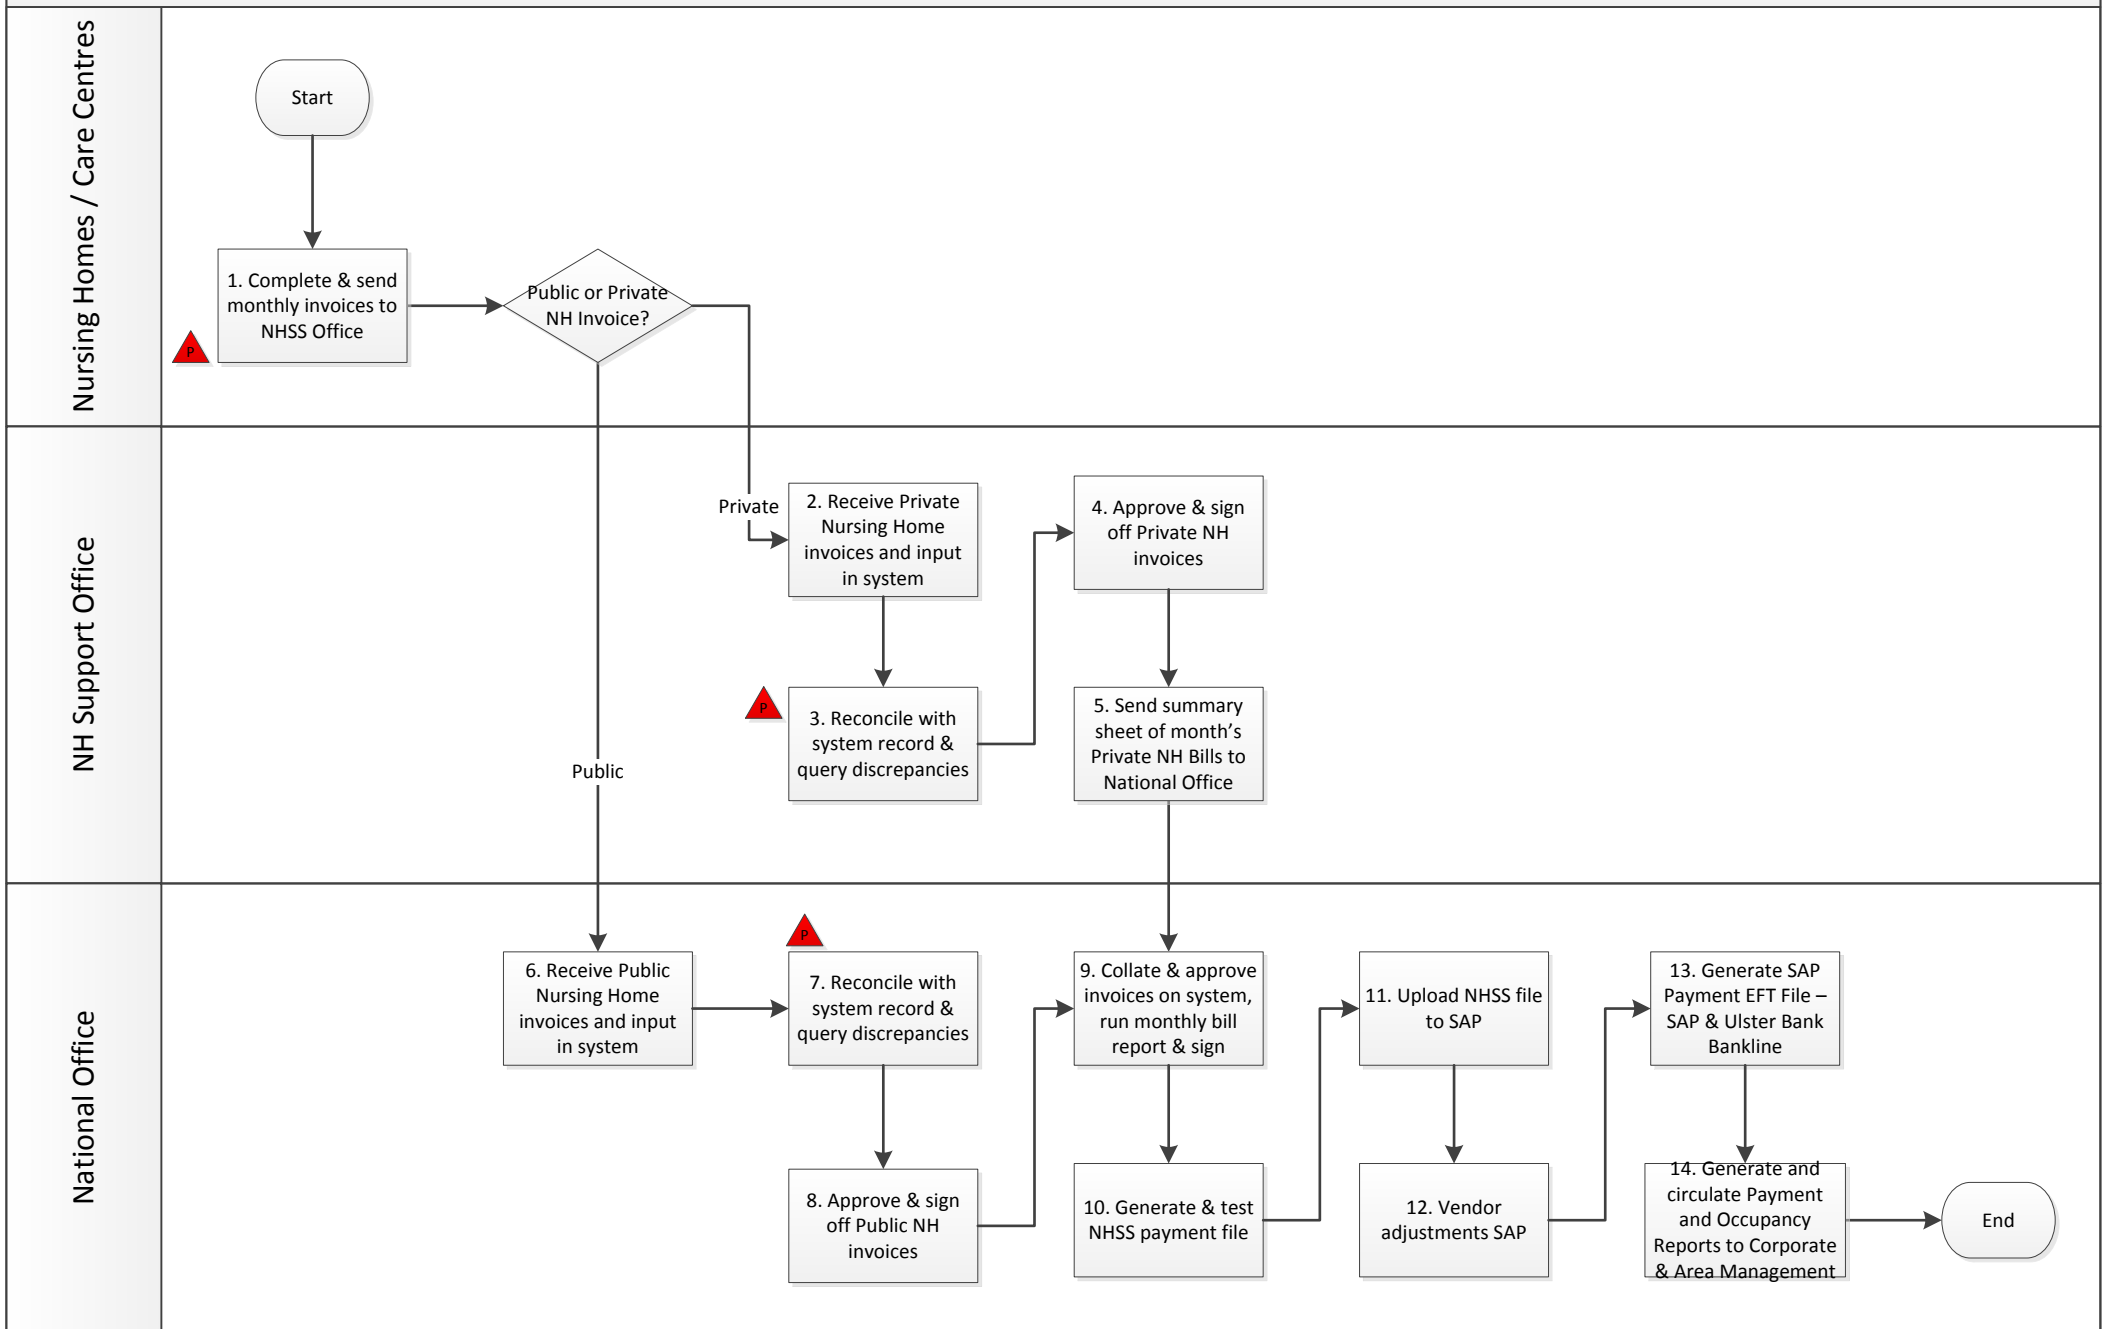 Nursing Homes / Care Centres
Start
1. Complete & send
monthly invoices to
NHSS Office
P
Public or Private
NH Invoice?
NH Support Office
Private
2. Receive Private
Nursing Home
invoices and input
in system
4. Approve & sign
off Private NH
invoices
P
3. Reconcile with
system record &
query discrepancies
5. Send summary
sheet of month's
Private NH Bills to
National Office
Public
National Office
6. Receive Public
Nursing Home
invoices and input
in system
P
7. Reconcile with
system record &
query discrepancies
8. Approve & sign
off Public NH
invoices
9. Collate & approve
invoices on system,
run monthly bill
report & sign
10. Generate & test
NHSS payment file
11. Upload NHSS file
to SAP
12. Vendor
adjustments SAP
13. Generate SAP
Payment EFT File –
SAP & Ulster Bank
Bankline
14. Generate and
circulate Payment
and Occupancy
Reports to Corporate
& Area Management
End